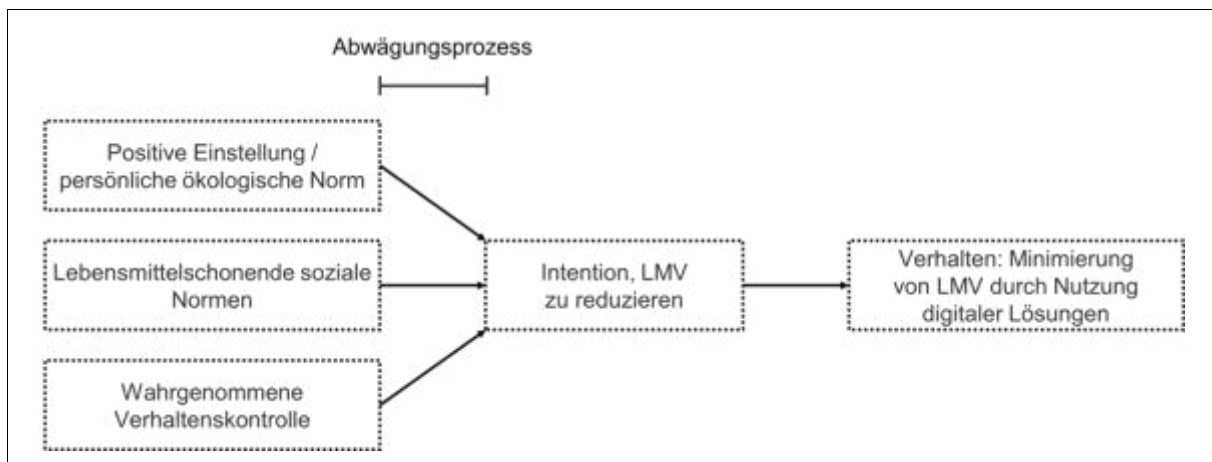 Abwägungsprozess
Positive Einstellung /
persönliche ökologische Norm
Lebensmittelschonende soziale
Normen
Wahrgenommene
Verhaltenskontrolle
Intention, LMV
zu reduzieren
Verhalten: Minimierung
von LMV durch Nutzung
digitaler Lösungen